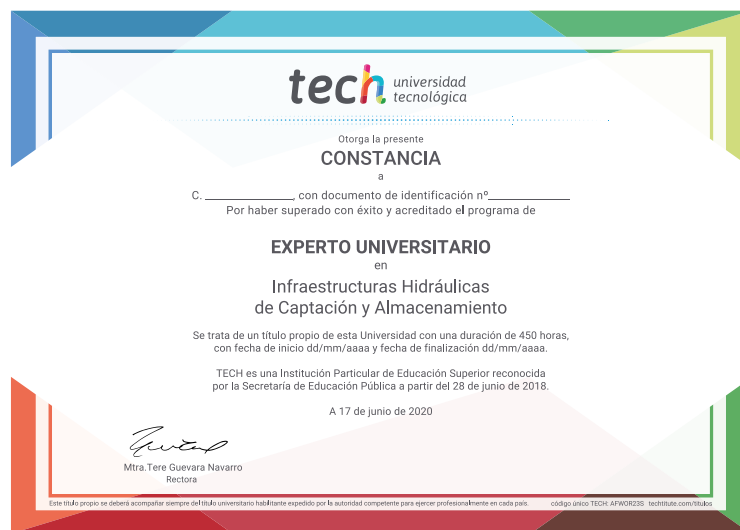 tech universidad
tecnológica
Otorga la presente
CONSTANCIA
a
C. ______________, con documento de identificación nº______________
Por haber superado con éxito y acreditado el programa de
EXPERTO UNIVERSITARIO
en
Infraestructuras Hidráulicas
de Captación y Almacenamiento
Se trata de un título propio de esta Universidad con una duración de 450 horas,
con fecha de inicio dd/mm/aaaa y fecha de finalización dd/mm/aaaa.
TECH es una Institución Particular de Educación Superior reconocida
por la Secretaría de Educación Pública a partir del 28 de junio de 2018.
A 17 de junio de 2020
Mtra.Tere Guevara Navarro
Rectora
Este título propio se deberá acompañar siempre del título universitario habilitante expedido por la autoridad competente para ejercer profesionalmente en cada país. código único TECH: AFWOR23S techtitute.com/titulos